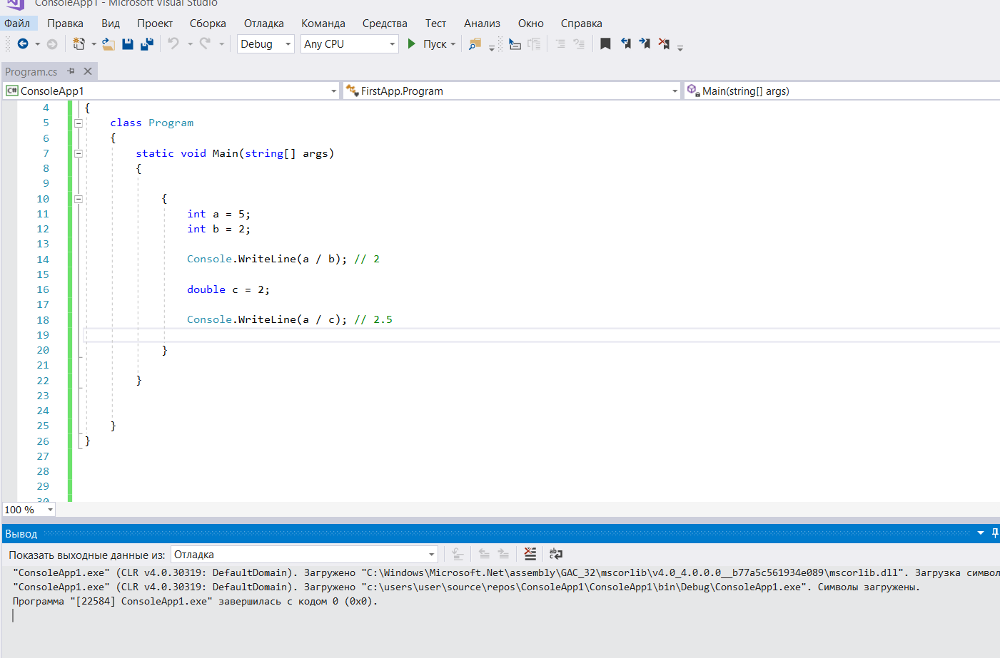 ConsoleApp1 - Microsoft Visual Studio
Файл Правка Вид Проект Сборка Отладка Команда Средства Тест Анализ Окно Справка
Debug Any CPU Пуск
Program.cs
C# ConsoleApp1 FirstApp.Program Main(string[] args)
4 {
5 class Program
6 {
7 static void Main(string[] args)
8 {
9
10 {
11 int a = 5;
12 int b = 2;
13
14 Console.WriteLine(a / b); // 2
15
16 double c = 2;
17
18 Console.WriteLine(a / c); // 2.5
19
20 }
21
22 }
23
24
25 }
26 }
27
28
29
30
100 %
Вывод
Показать выходные данные из: Отладка
"ConsoleApp1.exe" (CLR v4.0.30319: DefaultDomain). Загружено "C:\Windows\Microsoft.Net\assembly\GAC_32\mscorlib\v4.0_4.0.0.0__b77a5c561934e089\mscorlib.dll". Загрузка символ
"ConsoleApp1.exe" (CLR v4.0.30319: DefaultDomain). Загружено "c:\users\user\source\repos\ConsoleApp1\ConsoleApp1\bin\Debug\ConsoleApp1.exe". Символы загружены.
Программа "[22584] ConsoleApp1.exe" завершилась с кодом 0 (0x0).